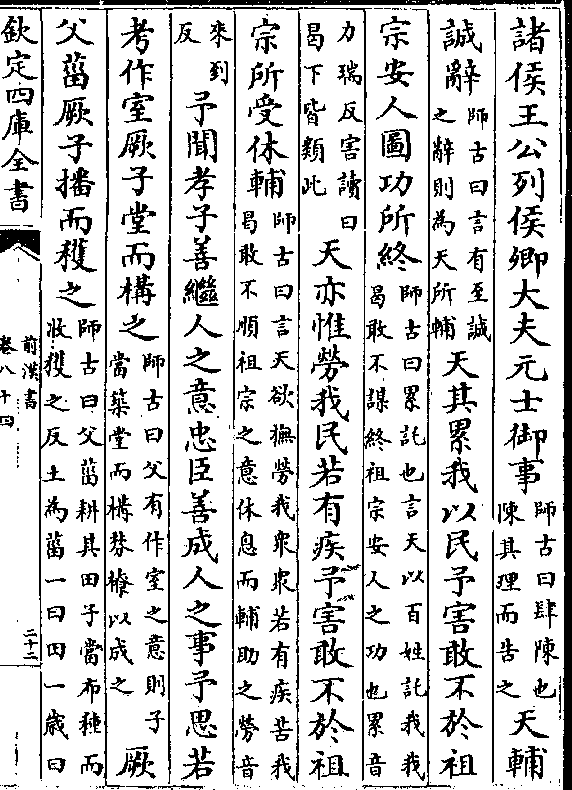 諸侯王公列侯卿大夫元士御事師古曰肆陳也陳其理而告之天輔
誠辭師古曰言有至誠之辭則為天所輔天其累我以民予害敢不於祖
宗安人圖功所終師古曰累託也言天以百姓託我我曷敢不謀終祖宗安人之功也累音
力瑞反害讀曰曷下皆類此天亦惟勞我民若有疾予害敢不於祖
宗所受休輔師古曰言天欲撫勞我衆衆若有疾苦我曷敢不順祖宗之意休息而輔助之勞音
來到反予聞孝子善繼人之意忠臣善成人之事予思若
考作室厥子堂而構之師古曰父有作室之意則子當築堂而構棼橑以成之厥
父菑厥子播而穫之師古曰父菑耕其田子當布種而收穫之反土為菑一曰田一歲曰
欽定四庫全書
前漢書
卷八十四
二十二